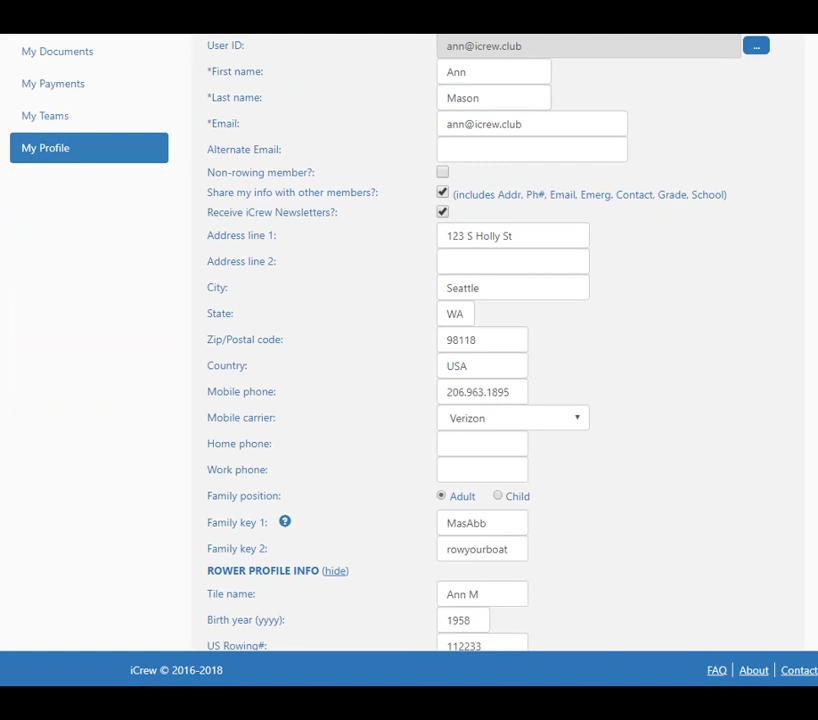 My Documents
My Payments
My Teams
My Profile
User ID: ann@icrew.club ...
*First name: Ann
*Last name: Mason
*Email: ann@icrew.club
Alternate Email:
Non-rowing member?:
Share my info with other members?: (includes Addr, Ph#, Email, Emerg, Contact, Grade, School)
Receive iCrew Newsletters?:
Address line 1: 123 S Holly St
Address line 2:
City: Seattle
State: WA
Zip/Postal code: 98118
Country: USA
Mobile phone: 206.963.1895
Mobile carrier: Verizon
Home phone:
Work phone:
Family position: Adult Child
Family key 1: ? MasAbb
Family key 2: rowyourboat
ROWER PROFILE INFO (hide)
Tile name: Ann M
Birth year (yyyy): 1958
US Rowing#: 112233
iCrew © 2016-2018 FAQ | About | Contact